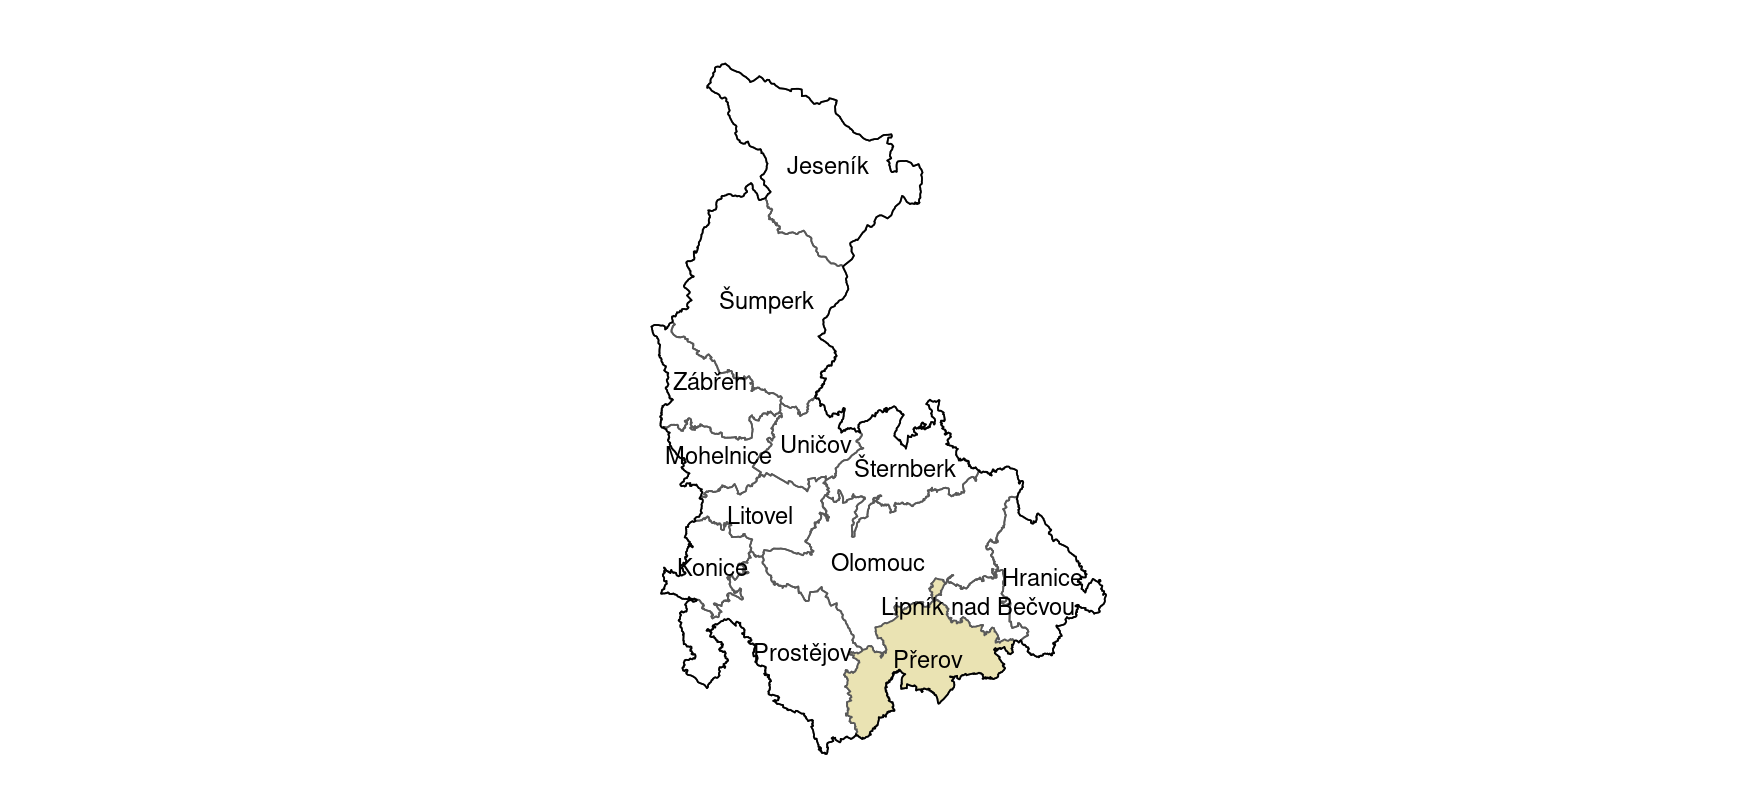 Jeseník
Šumperk
Zábřeh
Uničov
Mohelnice
Šternberk
Litovel
Olomouc
Konice
Hranice
Lipník nad Bečvou
Prostějov
Přerov